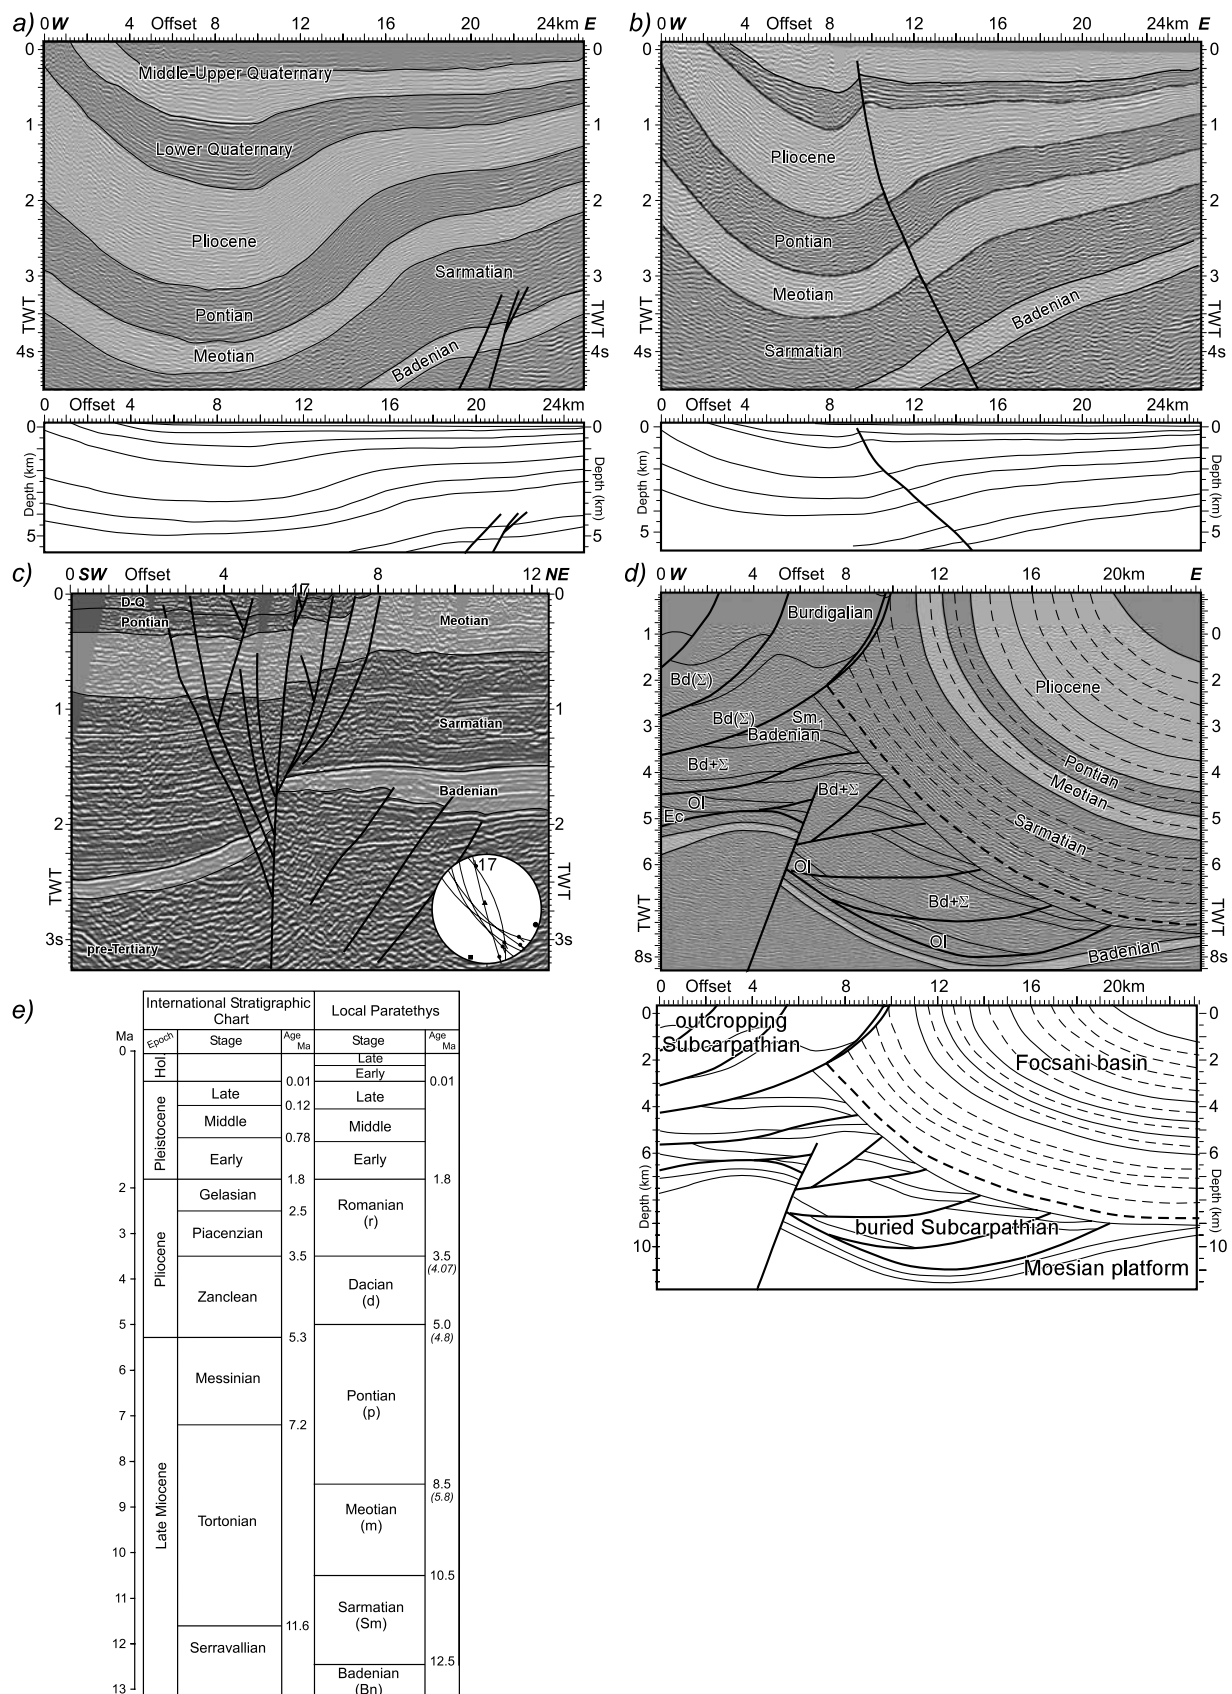 a) 0 W 4 Offset 8 12 16 20 24km E
0 0
Middle-Upper Quaternary
1 1
Lower Quaternary
2 2
Pliocene
Sarmatian
3 3
TWT TWT
Pontian
Meotian
4s 4s
Badenian
0 Offset 4 8 12 16 20 24km
0 0
Depth (km) Depth (km)
5 5
b) 0 W 4 Offset 8 12 16 20 24km E
0 0
1 1
Pliocene
2 2
Pontian
3 3
Meotian
Badenian
TWT TWT
Sarmatian
4s 4s
0 Offset 4 8 12 16 20 24km
0 0
Depth (km) Depth (km)
5 5
c) 0 SW Offset 4 8 12 NE
17
0 0
D-Q
Pontian
Meotian
1 1
Sarmatian
Badenian
2 2
17
TWT TWT
3s 3s
pre-Tertiary
d) 0 W 4 Offset 8 12 16 20km E
Burdigalian
0
1
Bd(Σ)
Pliocene
1
2
Bd(Σ) Sm1
Badenian
2
3
Bd+Σ
Pontian
3
4
Bd+Σ
Meotian
4
Ol
Ec
5
Sarmatian
5
6
Ol
6
TWT TWT
Bd+Σ
7
Ol
Badenian
8s 8s
Offset 4 8 12 16 20km
0 0
outcropping
Subcarpathian
Focsani basin
2 2
4 4
6 6
Depth (km) Depth (km)
8 8
buried Subcarpathian
10 10
Moesian platform
e)
International Stratigraphic
Chart
Local Paratethys
Ma
Epoch Stage Age Ma Stage Age Ma
0
Hol.
Late
Early
0.01 0.01
Pleistocene
Late Late
0.12
Middle Middle
0.78
Early Early
1.8 1.8
2
Pliocene
Gelasian
Romanian
(r)
2.5
3
Piacenzian
3.5 3.5
(4.07)
4
Zanclean
Dacian
(d)
5
5.0
5.3 (4.8)
6
Late Miocene
Messinian
Pontian
(p)
7
7.2
8
8.5
(5.8)
9
Tortonian
Meotian
(m)
10
10.5
11
Sarmatian
(Sm)
11.6
12
Serravallian
12.5
Badenian
(Bn)
13